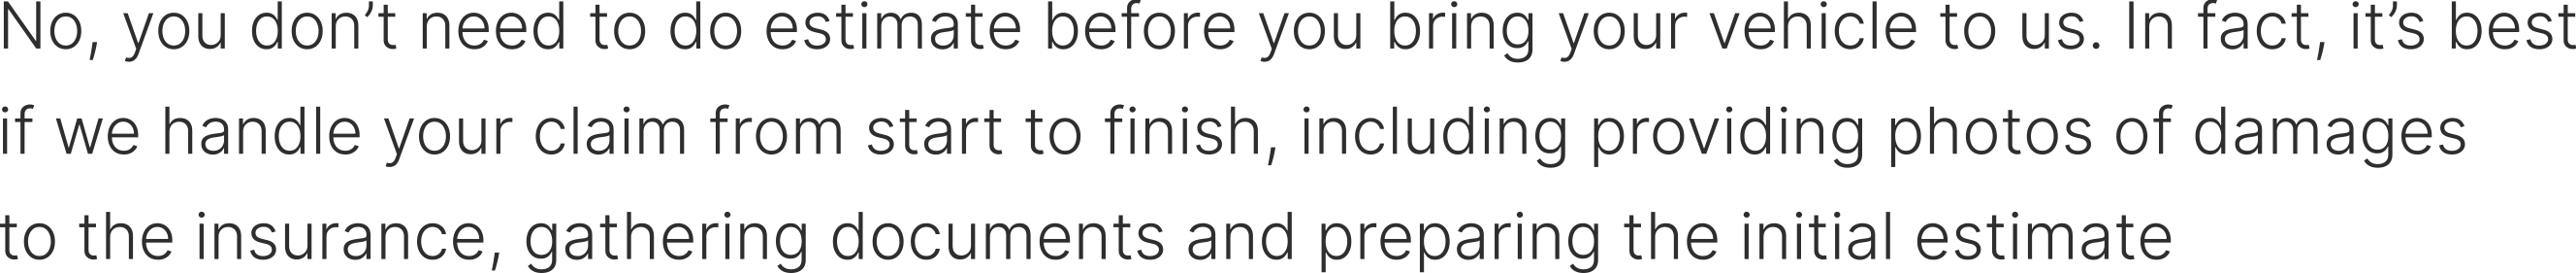 No, you don’t need to do estimate before you bring your vehicle to us. In fact, it’s best
if we handle your claim from start to finish, including providing photos of damages
to the insurance, gathering documents and preparing the initial estimate